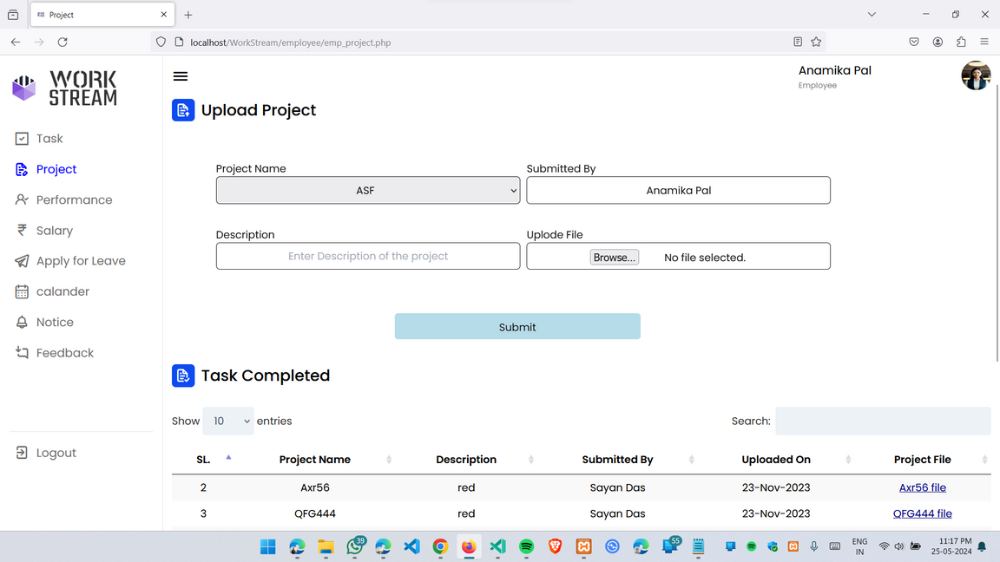 Project
localhost/WorkStream/employee/emp_project.php
WORK
STREAM
Anamika Pal
Employee
Task
Project
Performance
Salary
Apply for Leave
calander
Notice
Feedback
Logout
Upload Project
Project Name
Submitted By
ASF
Anamika Pal
Description
Uplode File
Enter Description of the project
Browse... No file selected.
Submit
Task Completed
Show 10 entries
Search:
SL. Project Name Description Submitted By Uploaded On Project File
2 Axr56 red Sayan Das 23-Nov-2023 Axr56 file
3 QFG444 red Sayan Das 23-Nov-2023 QFG444 file
39
55
ENG
IN
11:17 PM
25-05-2024